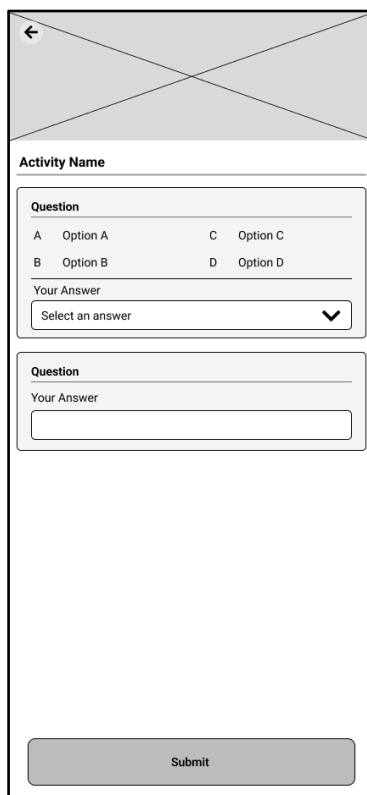 Activity Name
Question
A Option A C Option C
B Option B D Option D
Your Answer
Select an answer
Question
Your Answer
Submit